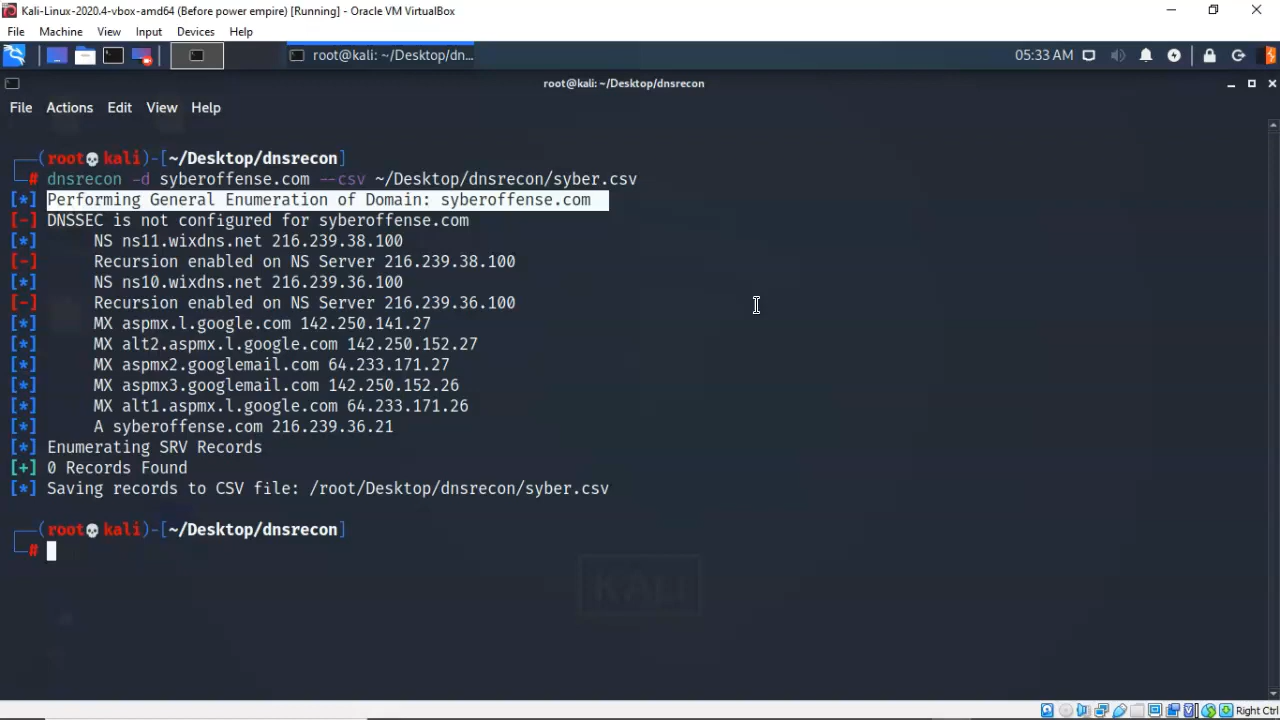 Kali-Linux-2020.4-vbox-amd64 (Before power empire) [Running] - Oracle VM VirtualBox
File Machine View Input Devices Help
root@kali: ~/Desktop/dn...
05:33 AM
root@kali: ~/Desktop/dnsrecon
File Actions Edit View Help
┌──(root💀kali)-[~/Desktop/dnsrecon]
└─# dnsrecon -d syberoffense.com --csv ~/Desktop/dnsrecon/syber.csv
[*] Performing General Enumeration of Domain: syberoffense.com
[-] DNSSEC is not configured for syberoffense.com
[*] NS ns11.wixdns.net 216.239.38.100
[-] Recursion enabled on NS Server 216.239.38.100
[*] NS ns10.wixdns.net 216.239.36.100
[-] Recursion enabled on NS Server 216.239.36.100
[*] MX aspmx.l.google.com 142.250.141.27
[*] MX alt2.aspmx.l.google.com 142.250.152.27
[*] MX aspmx2.googlemail.com 64.233.171.27
[*] MX aspmx3.googlemail.com 142.250.152.26
[*] MX alt1.aspmx.l.google.com 64.233.171.26
[*] A syberoffense.com 216.239.36.21
[*] Enumerating SRV Records
[+] 0 Records Found
[*] Saving records to CSV file: /root/Desktop/dnsrecon/syber.csv
┌──(root💀kali)-[~/Desktop/dnsrecon]
└─#
KALI
Right Ctrl